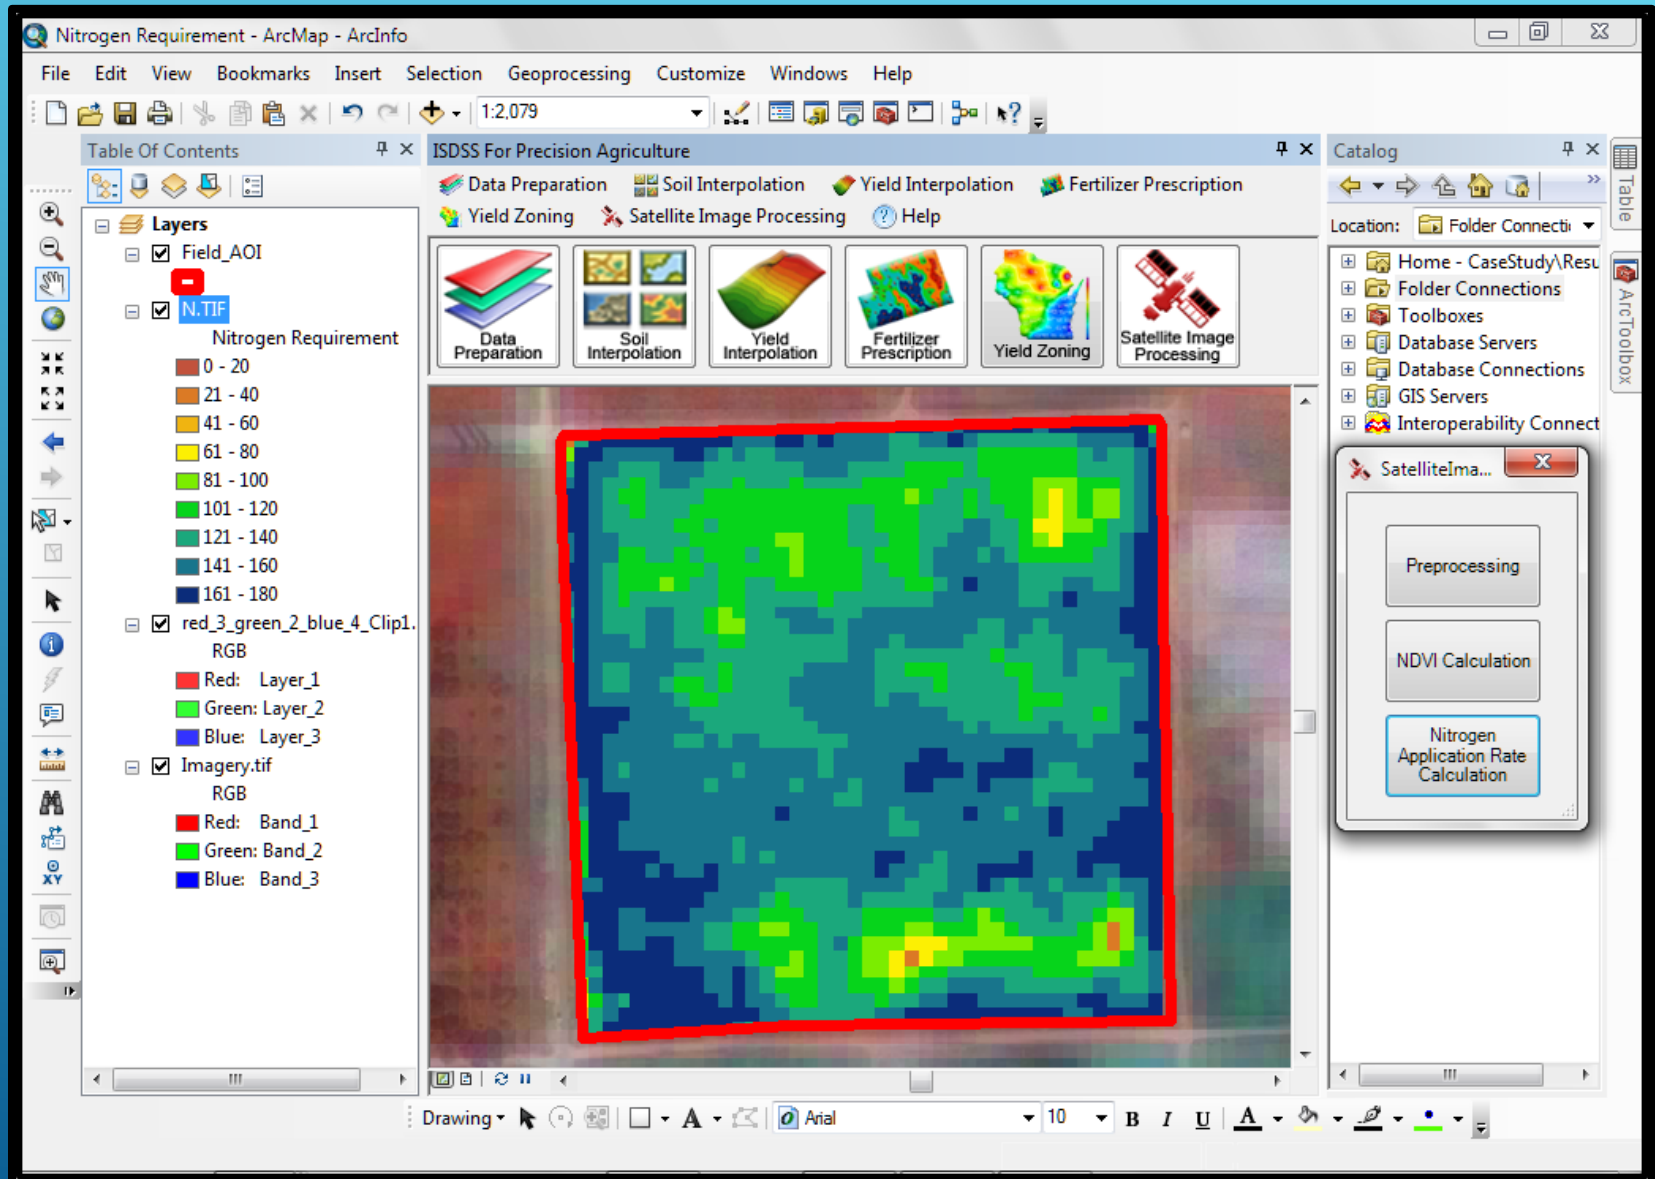 Nitrogen Requirement - ArcMap - ArcInfo
File Edit View Bookmarks Insert Selection Geoprocessing Customize Windows Help
1:2,079
Table Of Contents
Layers
Field_AOI
N.TIF
Nitrogen Requirement
0 - 20
21 - 40
41 - 60
61 - 80
81 - 100
101 - 120
121 - 140
141 - 160
161 - 180
red_3_green_2_blue_4_Clip1.
RGB
Red: Layer_1
Green: Layer_2
Blue: Layer_3
Imagery.tif
RGB
Red: Band_1
Green: Band_2
Blue: Band_3
XY
ISDSS For Precision Agriculture
Data Preparation Soil Interpolation Yield Interpolation Fertilizer Prescription
Yield Zoning Satellite Image Processing Help
Data
Preparation
Soil
Interpolation
Yield
Interpolation
Fertilizer
Prescription
Yield Zoning
Satellite Image
Processing
Catalog
Location: Folder Connecti
Home - CaseStudy\Resu
Folder Connections
Toolboxes
Database Servers
Database Connections
GIS Servers
Interoperability Connect
Table
ArcToolbox
SatelliteIma...
Preprocessing
NDVI Calculation
Nitrogen
Application Rate
Calculation
Drawing A Arial 10 B I U A